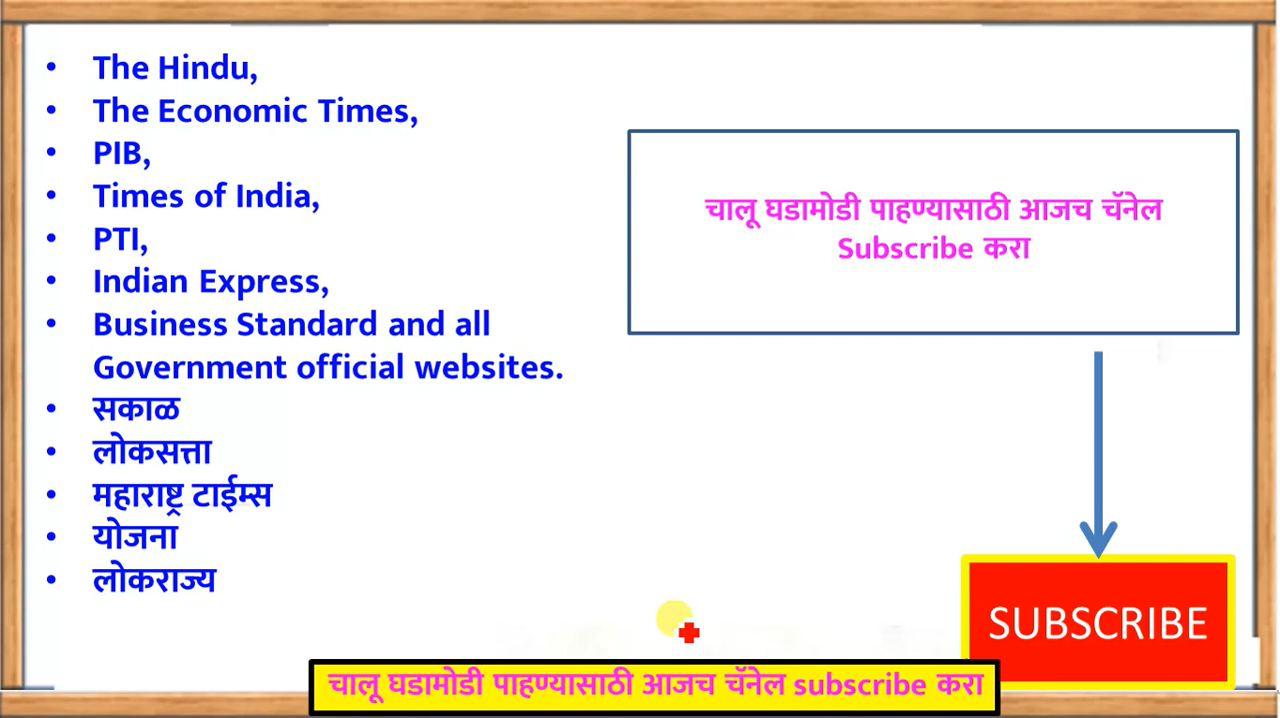 • The Hindu,
• The Economic Times,
• PIB,
• Times of India,
• PTI,
• Indian Express,
• Business Standard and all
Government official websites.
• सकाळ
• लोकसत्ता
• महाराष्ट्र टाईम्स
• योजना
• लोकराज्य
चालू घडामोडी पाहण्यासाठी आजच चॅनेल
Subscribe करा
SUBSCRIBE
चालू घडामोडी पाहण्यासाठी आजच चॅनेल subscribe करा